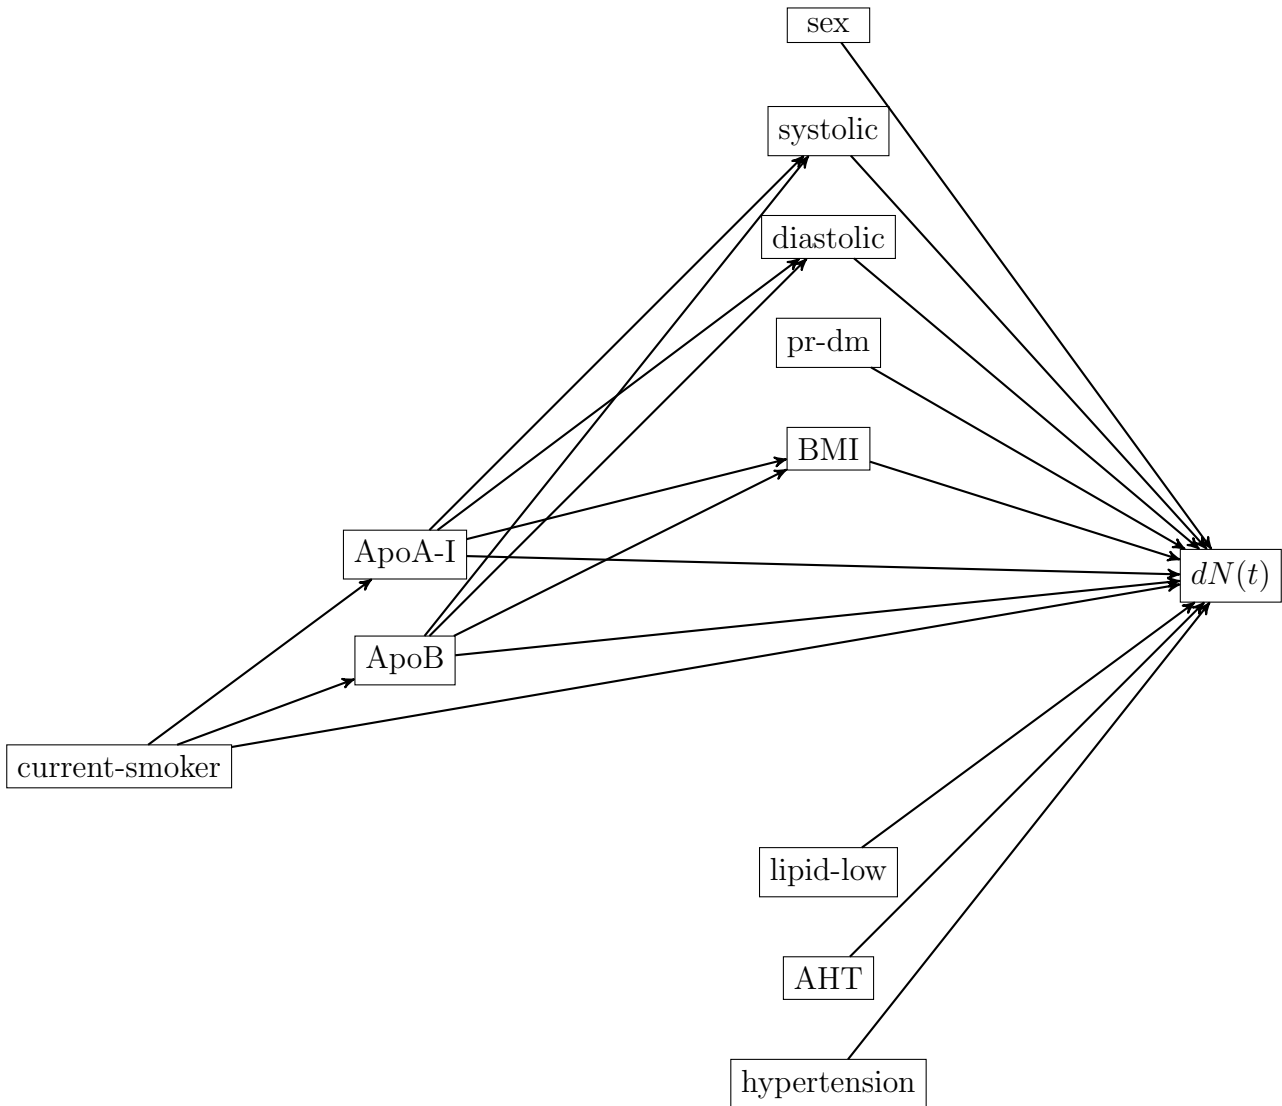 sex
systolic
diastolic
pr-dm
BMI
ApoA-I
dN(t)
ApoB
current-smoker
lipid-low
AHT
hypertension